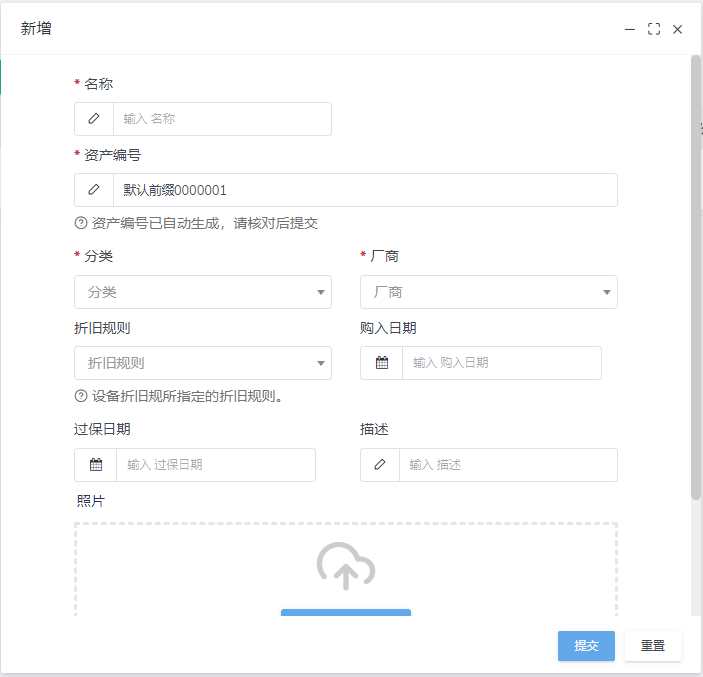 新增
* 名称
输入 名称
* 资产编号
默认前缀0000001
资产编号已自动生成，请核对后提交
* 分类
* 厂商
分类
厂商
折旧规则
购入日期
折旧规则
输入 购入日期
设备折旧规所指定的折旧规则。
过保日期
描述
输入 过保日期
输入 描述
照片
提交
重置